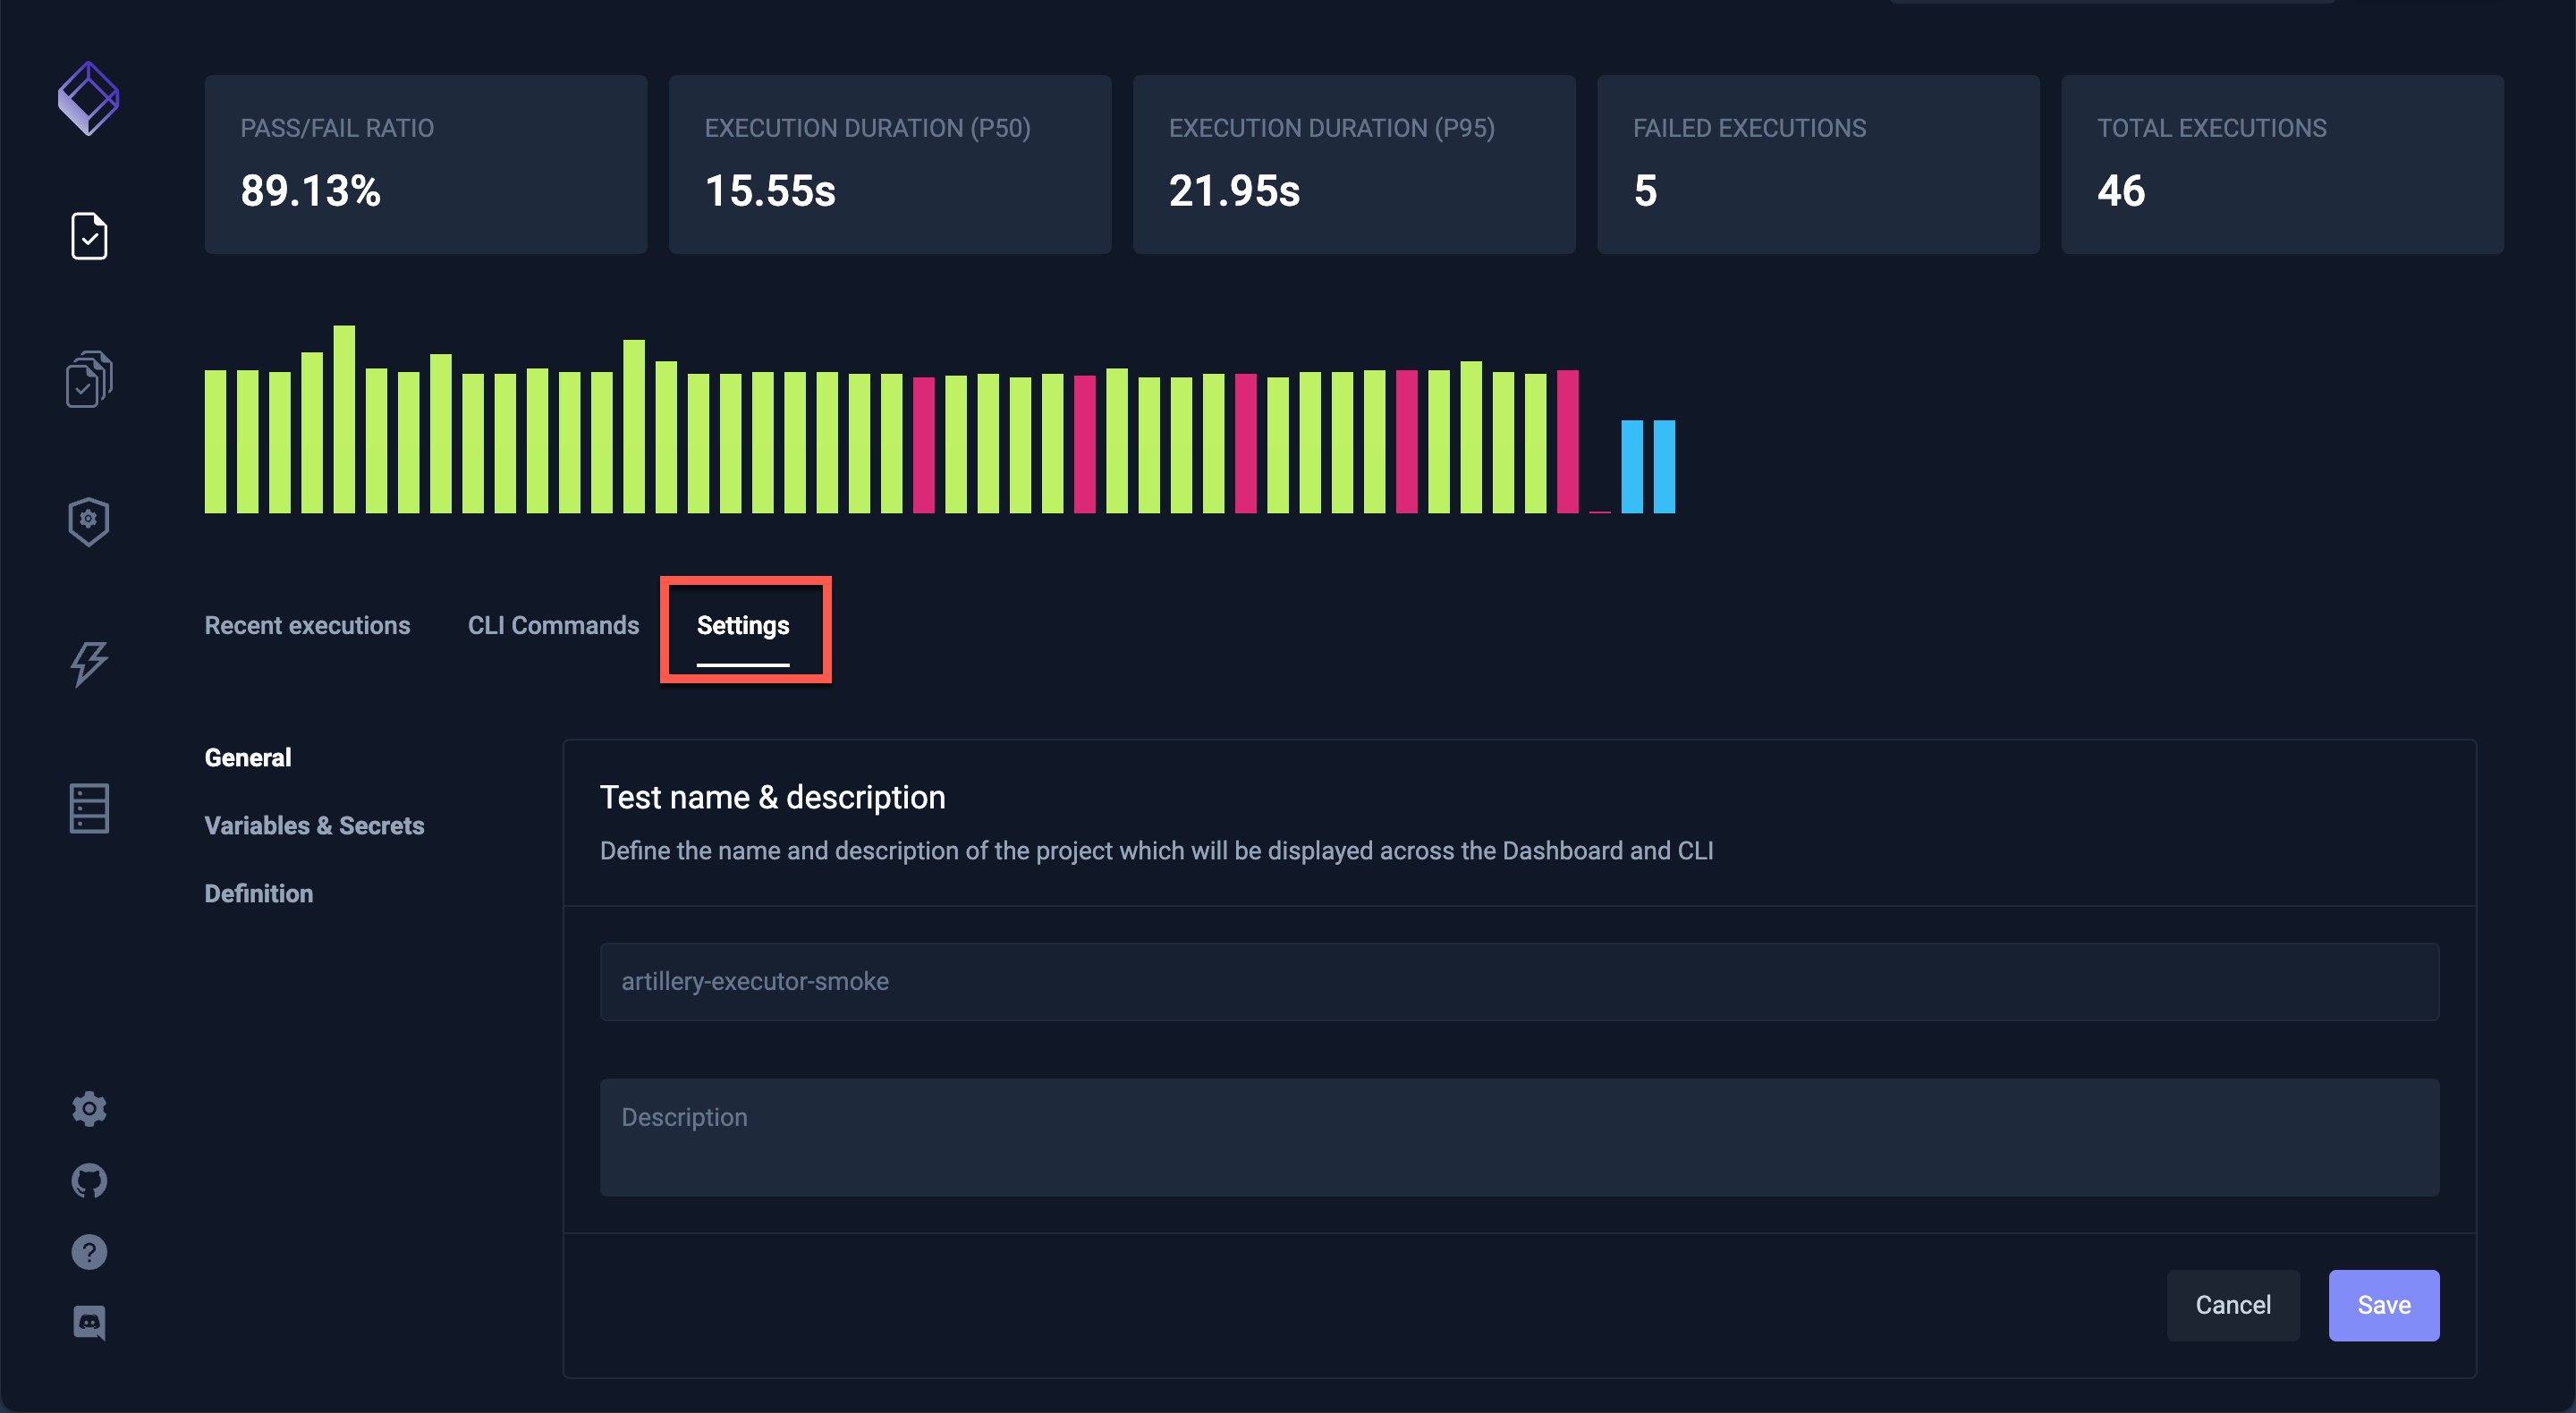 PASS/FAIL RATIO
89.13%
EXECUTION DURATION (P50)
15.55s
EXECUTION DURATION (P95)
21.95s
FAILED EXECUTIONS
5
TOTAL EXECUTIONS
46
Recent executions
CLI Commands
Settings
General
Variables & Secrets
Definition
Test name & description
Define the name and description of the project which will be displayed across the Dashboard and CLI
artillery-executor-smoke
Description
Cancel
Save